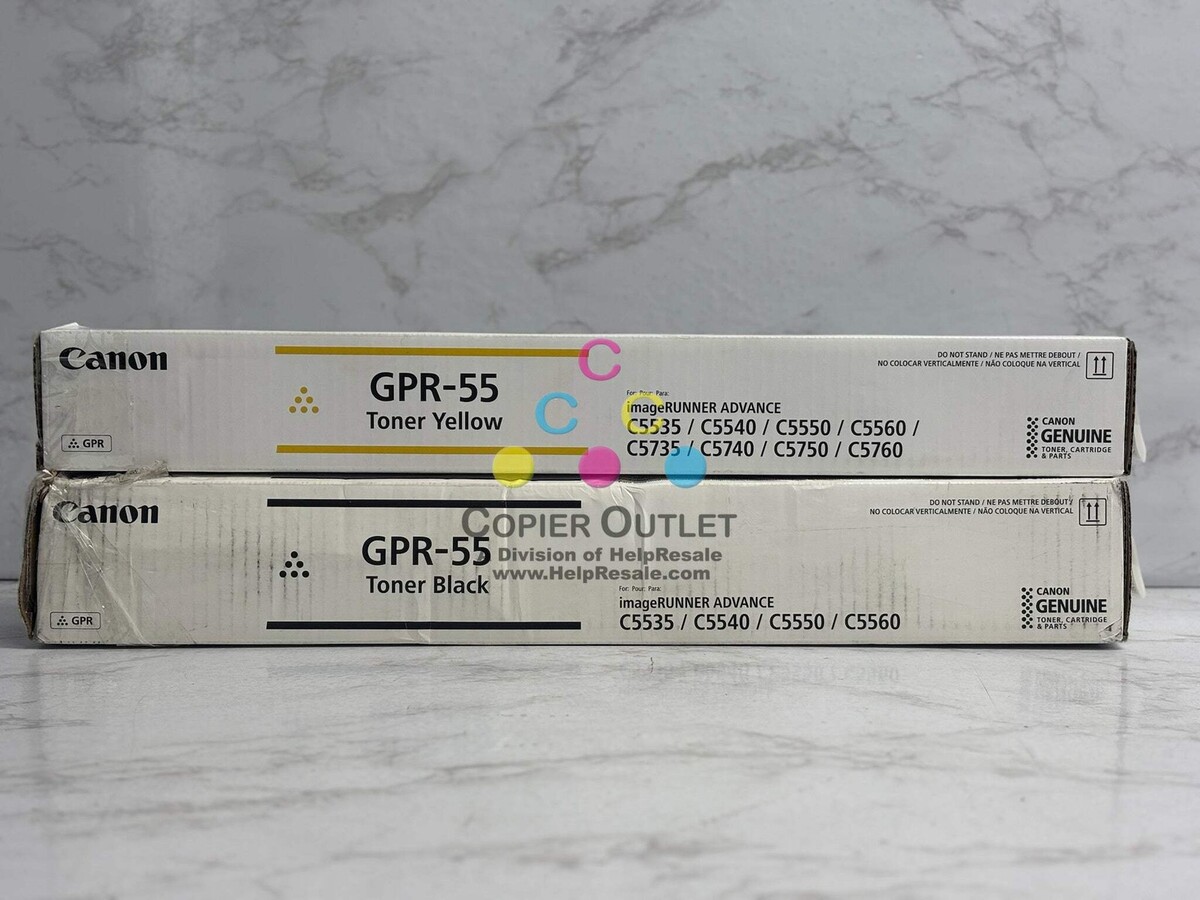 Canon
GPR
GPR-55
Toner Yellow
For: Pour: Para:
imageRUNNER ADVANCE
C5535 / C5540 / C5550 / C5560 /
C5735 / C5740 / C5750 / C5760
DO NOT STAND / NE PAS METTRE DEBOUT /
NO COLOCAR VERTICALMENTE / NÃO COLOQUE NA VERTICAL
CANON
GENUINE
TONER, CARTRIDGE
& PARTS
C
C
C
COPIER OUTLET
A Division of HelpResale
www.HelpResale.com
Canon
GPR
GPR-55
Toner Black
For: Pour: Para:
imageRUNNER ADVANCE
C5535 / C5540 / C5550 / C5560
DO NOT STAND / NE PAS METTRE DEBOUT /
NO COLOCAR VERTICALMENTE / NÃO COLOQUE NA VERTICAL
CANON
GENUINE
TONER, CARTRIDGE
& PARTS